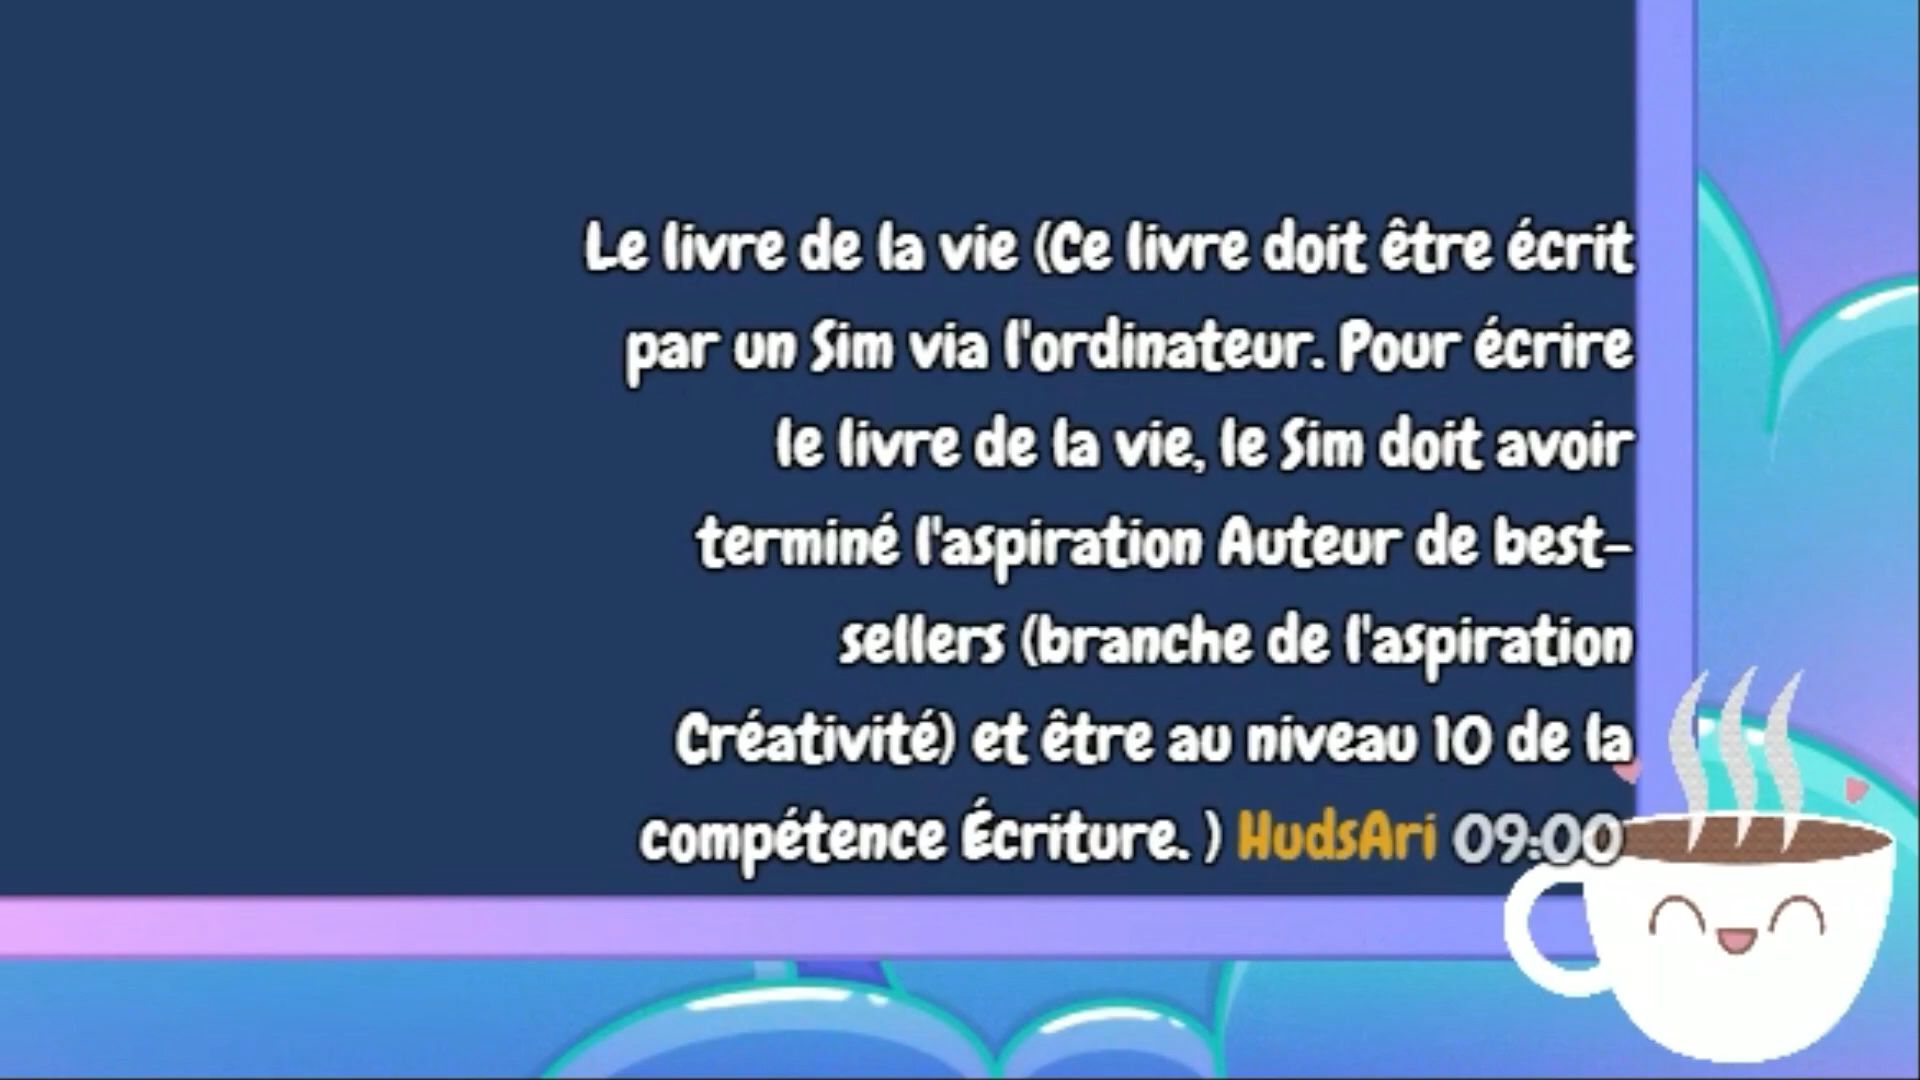 Le livre de la vie (Ce livre doit être écrit
par un Sim via l'ordinateur. Pour écrire
le livre de la vie, le Sim doit avoir
terminé l'aspiration Auteur de best-
sellers (branche de l'aspiration
Créativité) et être au niveau 10 de la
compétence Écriture. ) HudsAri 09:00